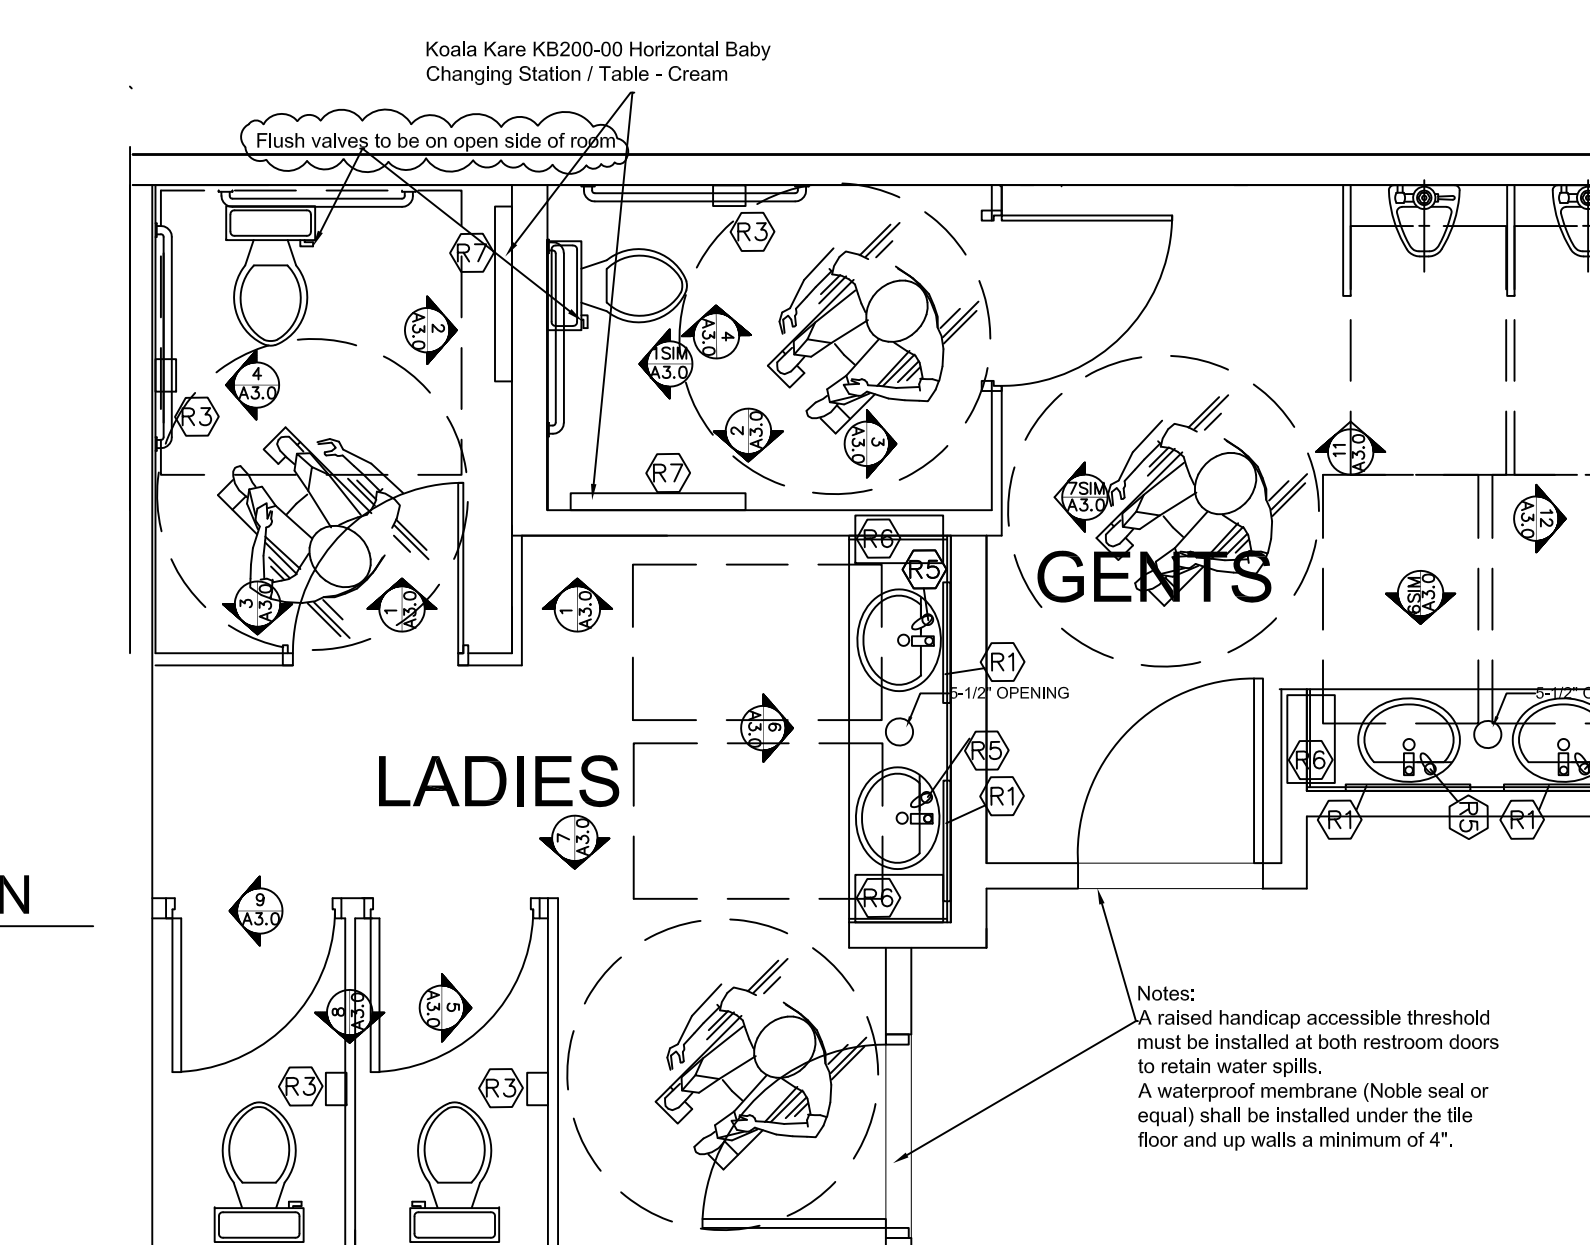 Koala Kare KB200-00 Horizontal Baby
Changing Station / Table - Cream
Flush valves to be on open side of room
R7
R3
2
A3.0
4
A3.0
1SIM
A3.0
4
A3.0
R3
2
A3.0
3
A3.0
R7
11
A3.0
7SIM
A3.0
12
A3.0
R6
R5
GENTS
6SIM
A3.0
3
A3.0
1
A3.0
1
A3.0
R1
5-1/2" OPENING
5-1/2" O
6
A3.0
R5
R6
LADIES
R1
R1
R5
R1
7
A3.0
N
9
A3.0
R6
8
A3.0
5
A3.0
R3
R3
Notes:
A raised handicap accessible threshold
must be installed at both restroom doors
to retain water spills.
A waterproof membrane (Noble seal or
equal) shall be installed under the tile
floor and up walls a minimum of 4".